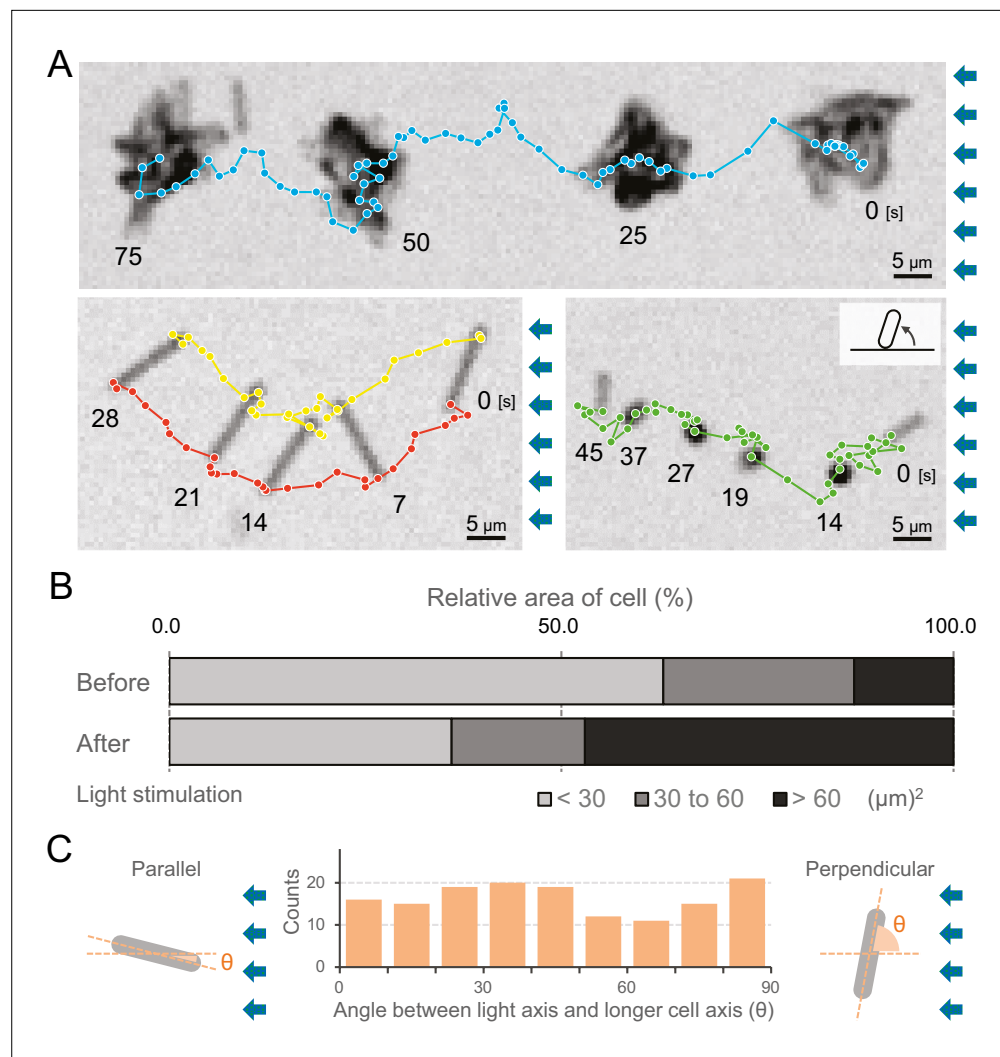 A
75
50
25
0 [s]
5 µm
28
21
14
7
0 [s]
5 µm
45
37
27
19
14
0 [s]
5 µm
B
Relative area of cell (%)
0.0 50.0 100.0
Before
After
Light stimulation
< 30 30 to 60 > 60 (µm)²
C
Parallel
θ
Counts
20
10
0
0 30 60 90
Angle between light axis and longer cell axis (θ)
Perpendicular
θ